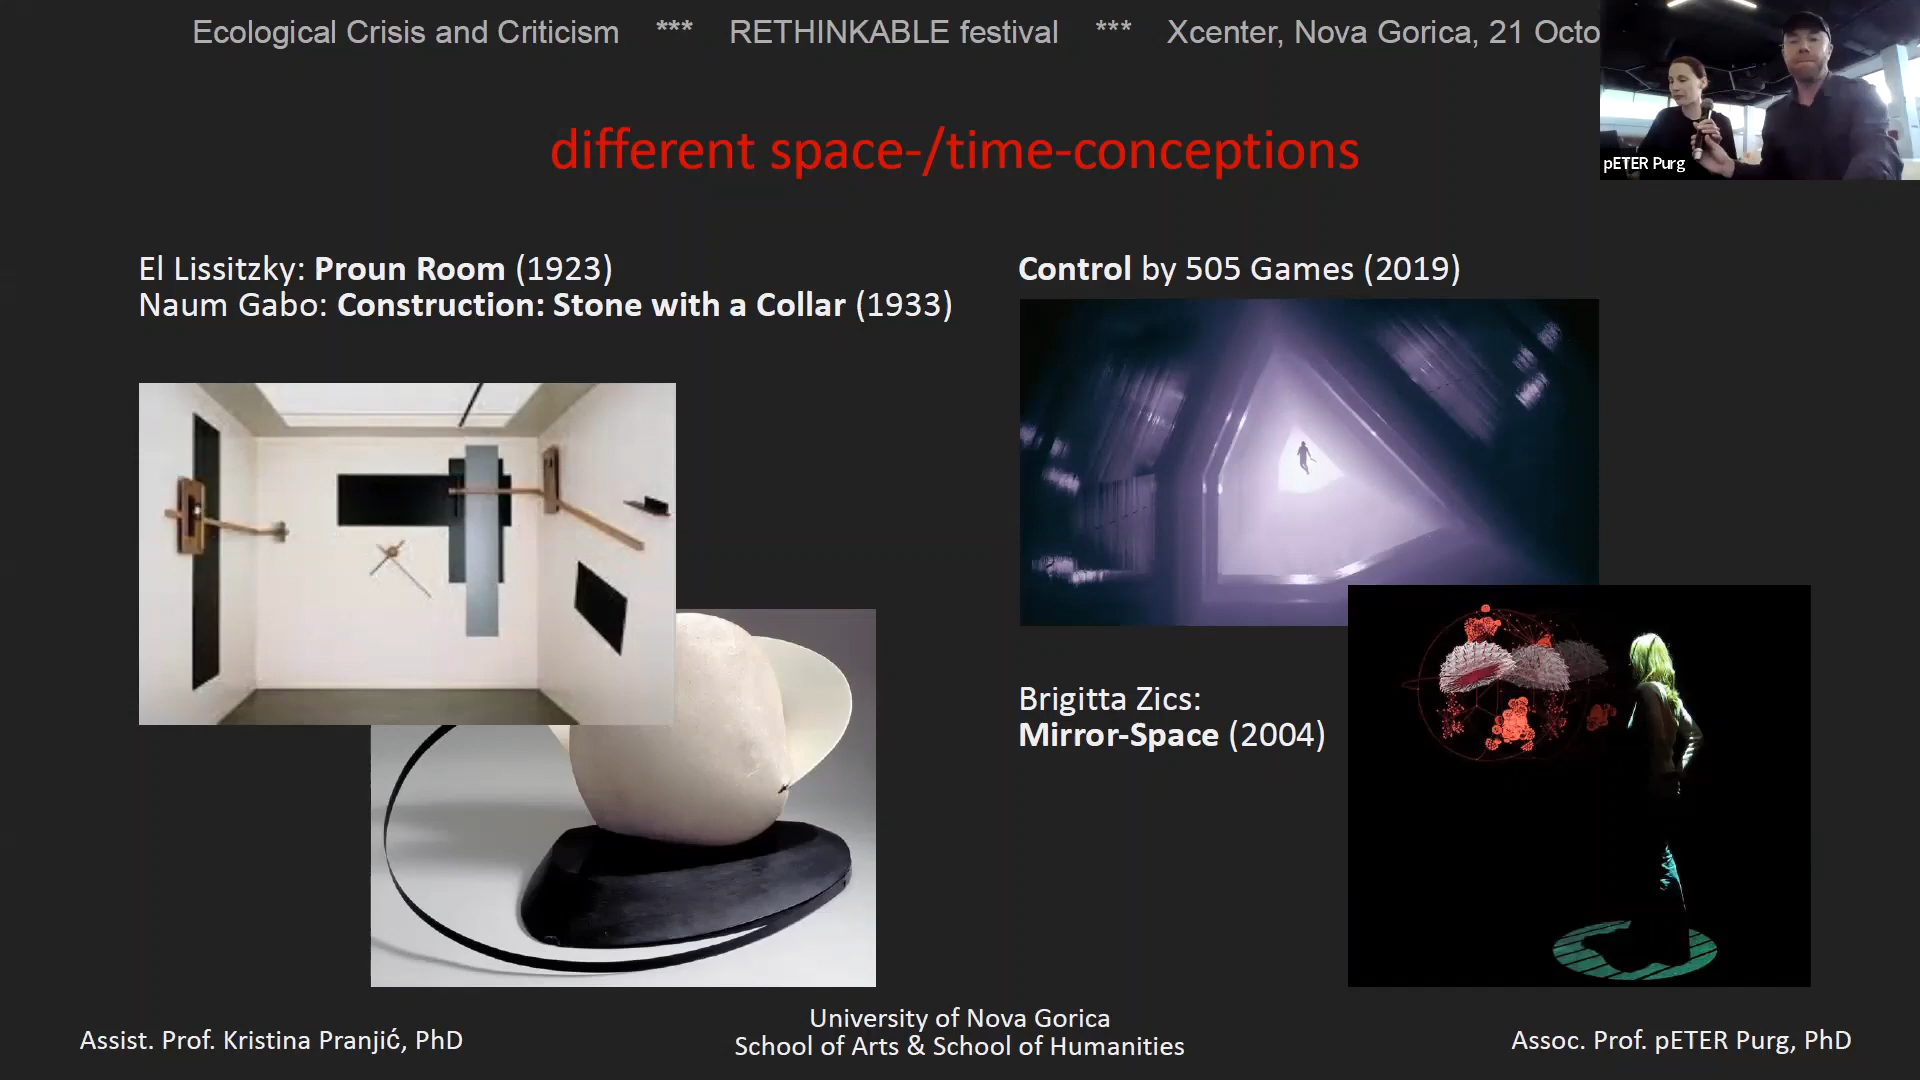 Ecological Crisis and Criticism *** RETHINKABLE festival *** Xcenter, Nova Gorica, 21 Octo
pETER Purg
different space-/time-conceptions
El Lissitzky: Proun Room (1923)
Naum Gabo: Construction: Stone with a Collar (1933)
Control by 505 Games (2019)
Brigitta Zics:
Mirror-Space (2004)
Assist. Prof. Kristina Pranjić, PhD
University of Nova Gorica
School of Arts & School of Humanities
Assoc. Prof. pETER Purg, PhD